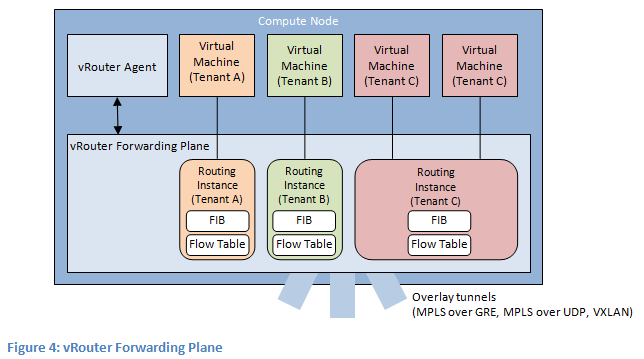 Compute Node
vRouter Agent
Virtual
Machine
(Tenant A)
Virtual
Machine
(Tenant B)
Virtual
Machine
(Tenant C)
Virtual
Machine
(Tenant C)
vRouter Forwarding Plane
Routing
Instance
(Tenant A)
FIB
Flow Table
Routing
Instance
(Tenant B)
FIB
Flow Table
Routing
Instance
(Tenant C)
FIB
Flow Table
Overlay tunnels
(MPLS over GRE, MPLS over UDP, VXLAN)
Figure 4: vRouter Forwarding Plane